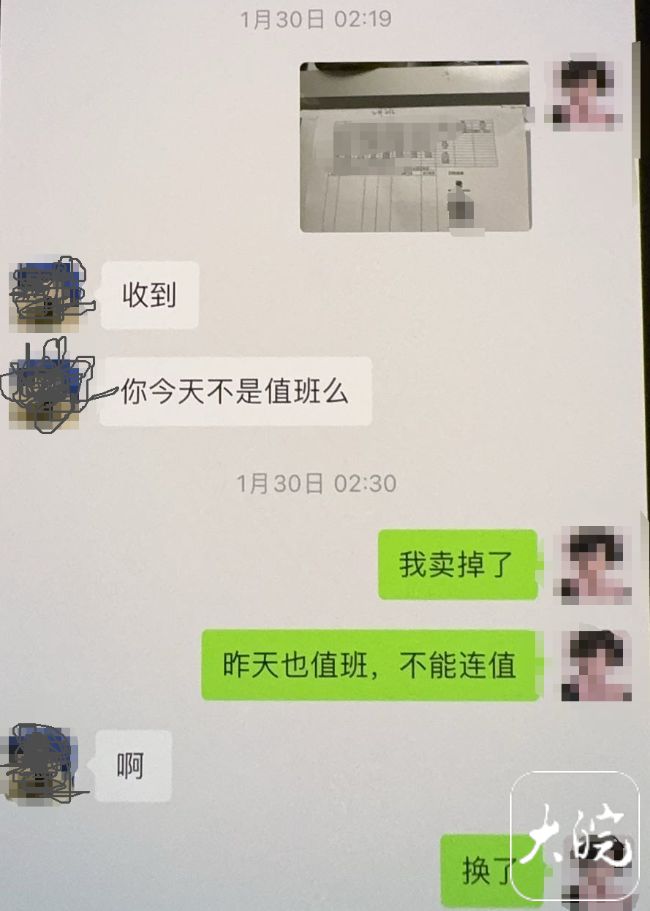 1月30日 02:19
收到
你今天不是值班么
1月30日 02:30
我卖掉了
昨天也值班，不能连值
啊
换了
大皖